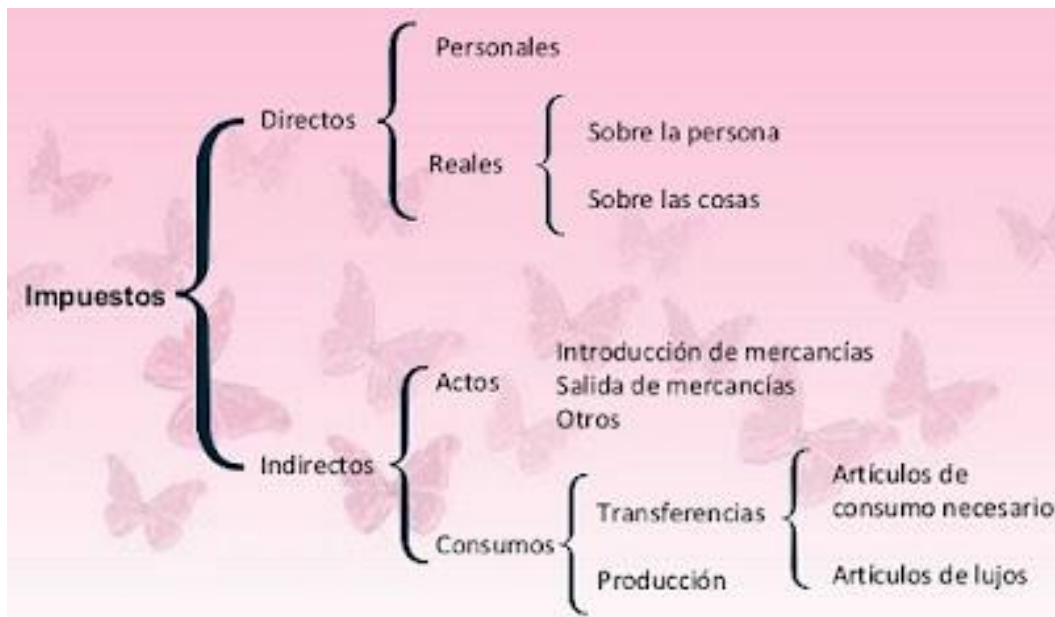 Personales
Directos
Sobre la persona
Reales
Sobre las cosas
Impuestos
Introducción de mercancías
Actos
Salida de mercancías
Otros
Indirectos
Artículos de
consumo necesario
Transferencias
Consumos
Producción
Artículos de lujos